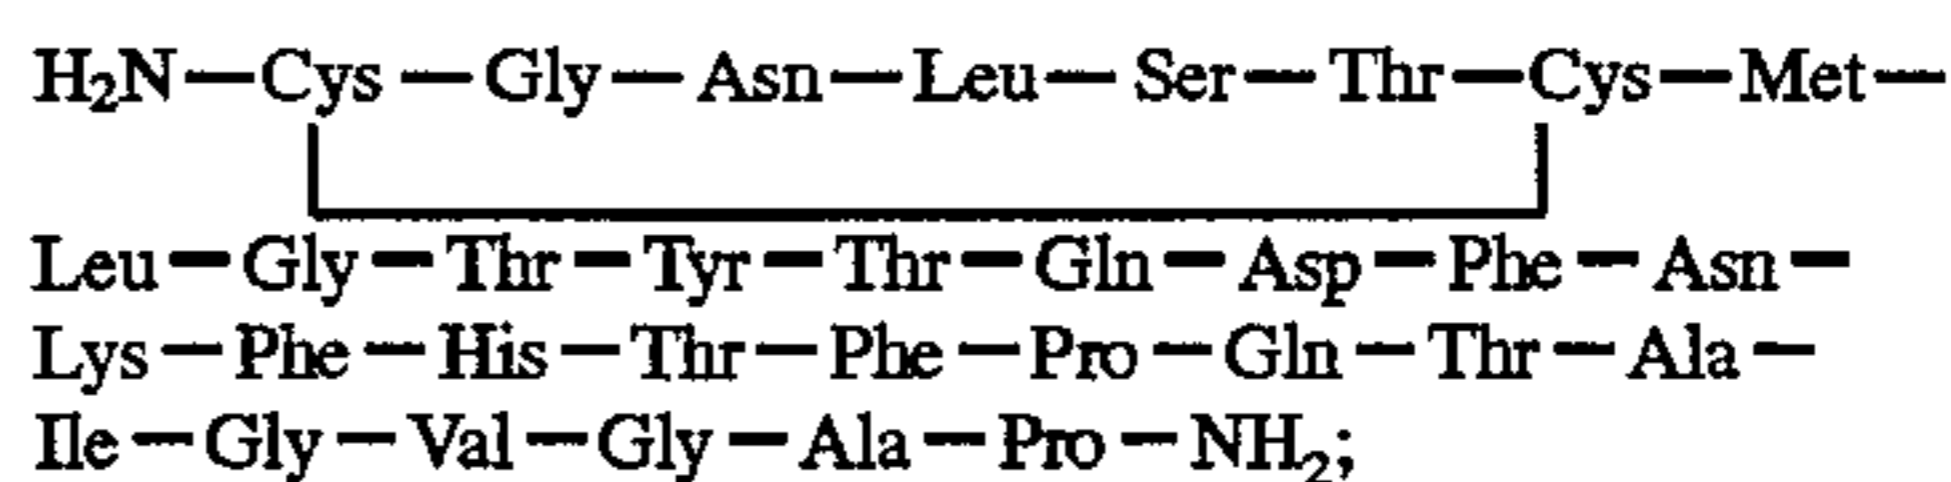 H₂N—Cys—Gly—Asn—Leu—Ser—Thr—Cys—Met—
Leu—Gly—Thr—Tyr—Thr—Gln—Asp—Phe—Asn—
Lys—Phe—His—Thr—Phe—Pro—Gln—Thr—Ala—
Ile—Gly—Val—Gly—Ala—Pro—NH₂;